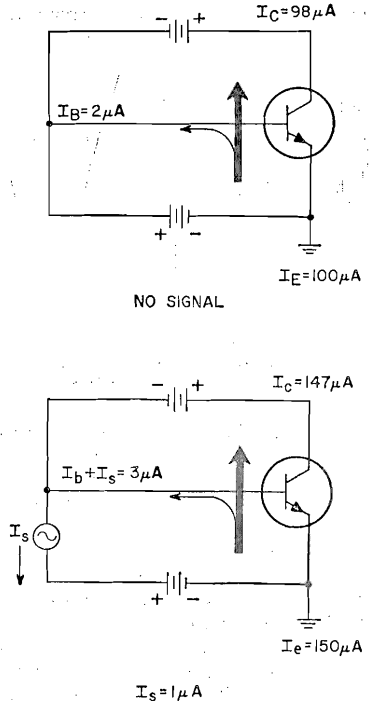 I_C=98μA
- +
I_B=2μA
+ -
I_E=100μA
NO SIGNAL
I_c=147μA
- +
I_b+I_s=3μA
I_s
+ -
I_e=150μA
I_s=1μA